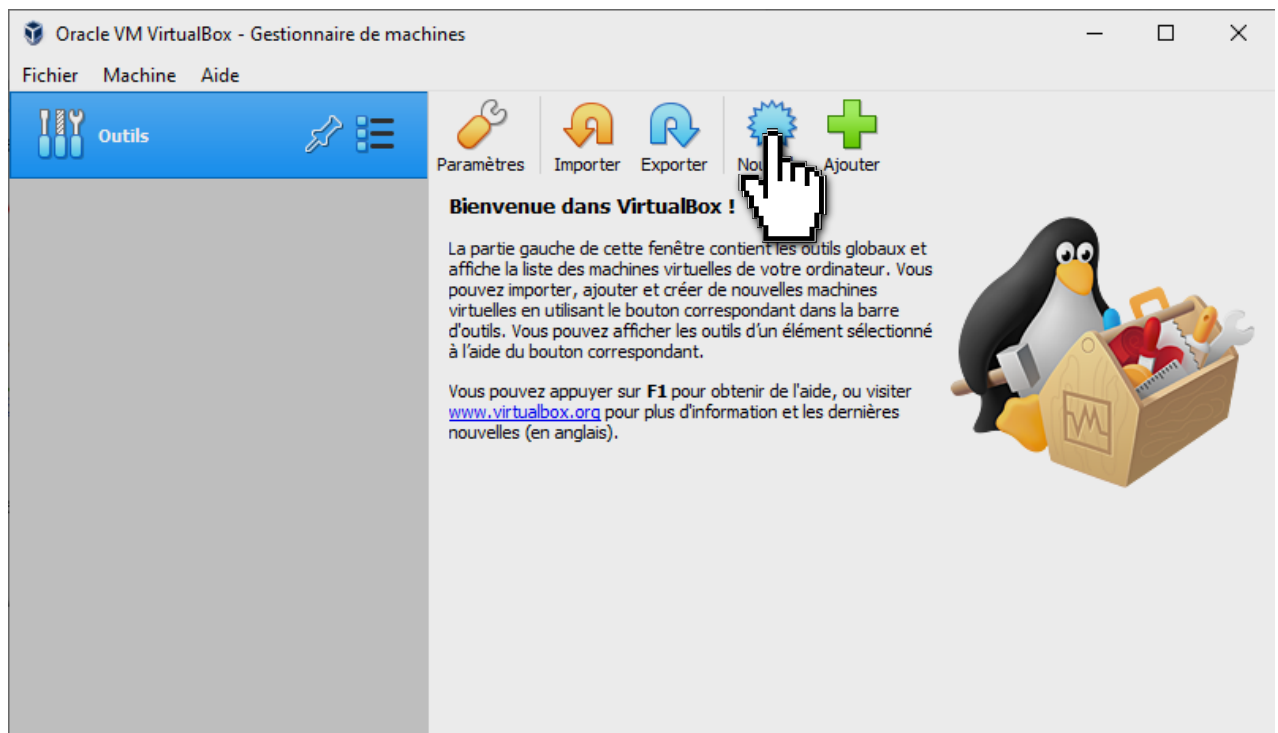 Oracle VM VirtualBox - Gestionnaire de machines
Fichier Machine Aide
Outils
Paramètres Importer Exporter Ajouter
Bienvenue dans VirtualBox !
La partie gauche de cette fenêtre contient les outils globaux et
affiche la liste des machines virtuelles de votre ordinateur. Vous
pouvez importer, ajouter et créer de nouvelles machines
virtuelles en utilisant le bouton correspondant dans la barre
d'outils. Vous pouvez afficher les outils d’un élément sélectionné
à l’aide du bouton correspondant.
Vous pouvez appuyer sur F1 pour obtenir de l'aide, ou visiter
www.virtualbox.org pour plus d'information et les dernières
nouvelles (en anglais).